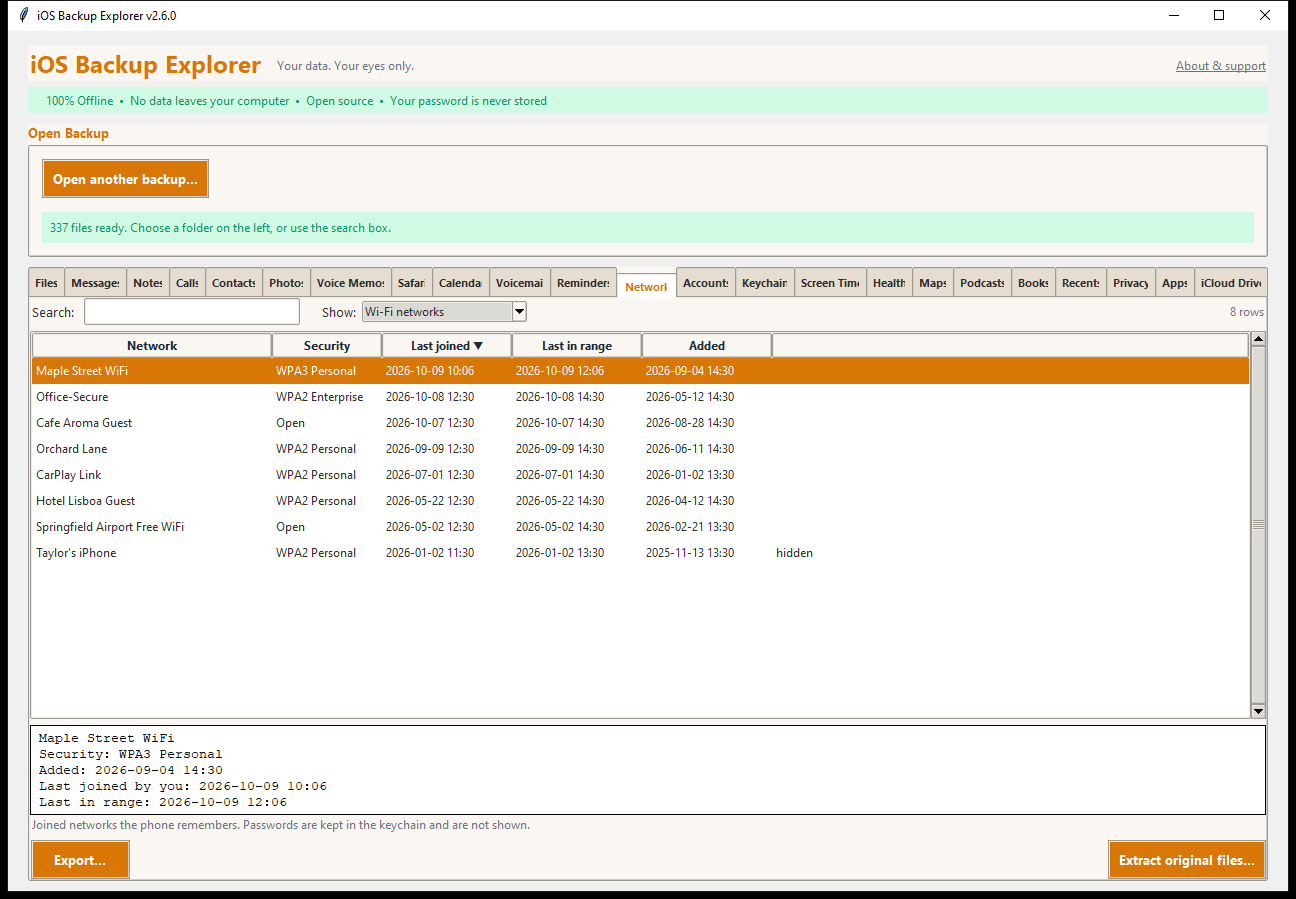 iOS Backup Explorer v2.6.0
iOS Backup Explorer Your data. Your eyes only. About & support
100% Offline • No data leaves your computer • Open source • Your password is never stored
Open Backup
Open another backup...
337 files ready. Choose a folder on the left, or use the search box.
Files Messages Notes Calls Contacts Photos Voice Memos Safari Calenda Voicemai Reminders Network Accounts Keychain Screen Time Health Maps Podcasts Books Recents Privacy Apps iCloud Drive
Search: Show: Wi-Fi networks 8 rows
Network Security Last joined ▼ Last in range Added
Maple Street WiFi WPA3 Personal 2026-10-09 10:06 2026-10-09 12:06 2026-09-04 14:30
Office-Secure WPA2 Enterprise 2026-10-08 12:30 2026-10-08 14:30 2026-05-12 14:30
Cafe Aroma Guest Open 2026-10-07 12:30 2026-10-07 14:30 2026-08-28 14:30
Orchard Lane WPA2 Personal 2026-09-09 12:30 2026-09-09 14:30 2026-06-11 14:30
CarPlay Link WPA2 Personal 2026-07-01 12:30 2026-07-01 14:30 2026-01-02 13:30
Hotel Lisboa Guest WPA2 Personal 2026-05-22 12:30 2026-05-22 14:30 2026-04-12 14:30
Springfield Airport Free WiFi Open 2026-05-02 12:30 2026-05-02 14:30 2026-02-21 13:30
Taylor's iPhone WPA2 Personal 2026-01-02 11:30 2026-01-02 13:30 2025-11-13 13:30 hidden
Maple Street WiFi
Security: WPA3 Personal
Added: 2026-09-04 14:30
Last joined by you: 2026-10-09 10:06
Last in range: 2026-10-09 12:06
Joined networks the phone remembers. Passwords are kept in the keychain and are not shown.
Export... Extract original files...